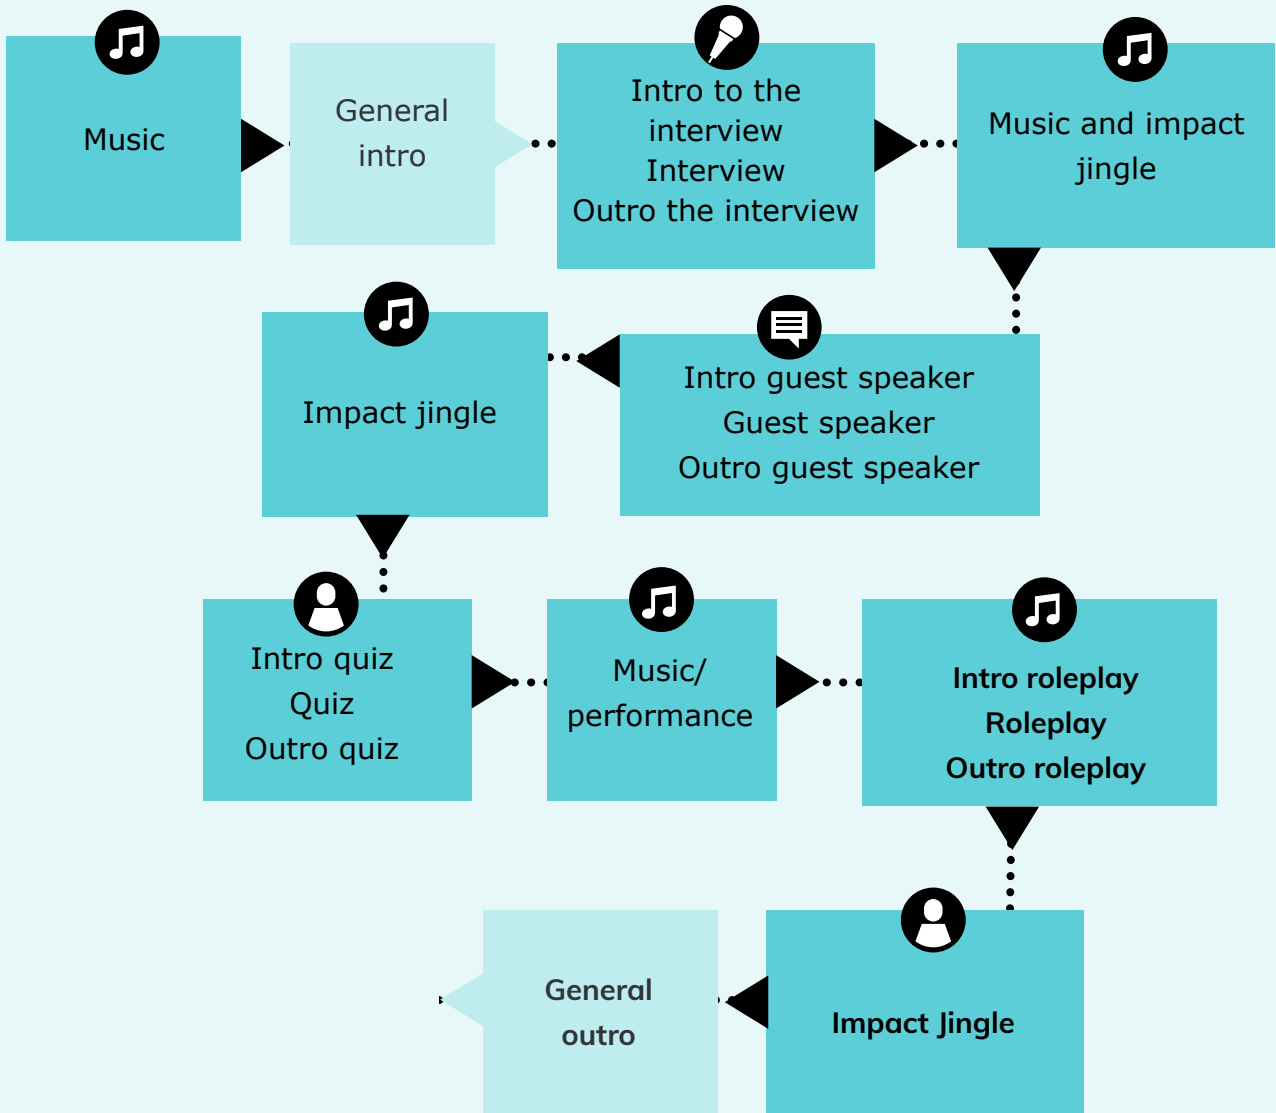 Music
General
intro
Intro to the
interview
Interview
Outro the interview
Music and impact
jingle
Intro guest speaker
Guest speaker
Outro guest speaker
Impact jingle
Intro quiz
Quiz
Outro quiz
Music/
performance
Intro roleplay
Roleplay
Outro roleplay
Impact Jingle
General
outro